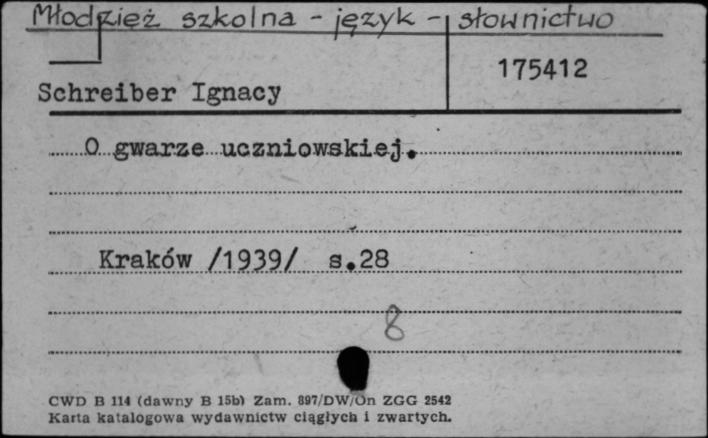 Młodzież szkolna - język - słownictwo
175412
Schreiber Ignacy
O gwarze uczniowskiej.
Kraków /1939/ s.28
8
CWD B 114 (dawny B 15b) Zam. 897/DW/On ZGG 2542
Karta katalogowa wydawnictw ciągłych i zwartych.